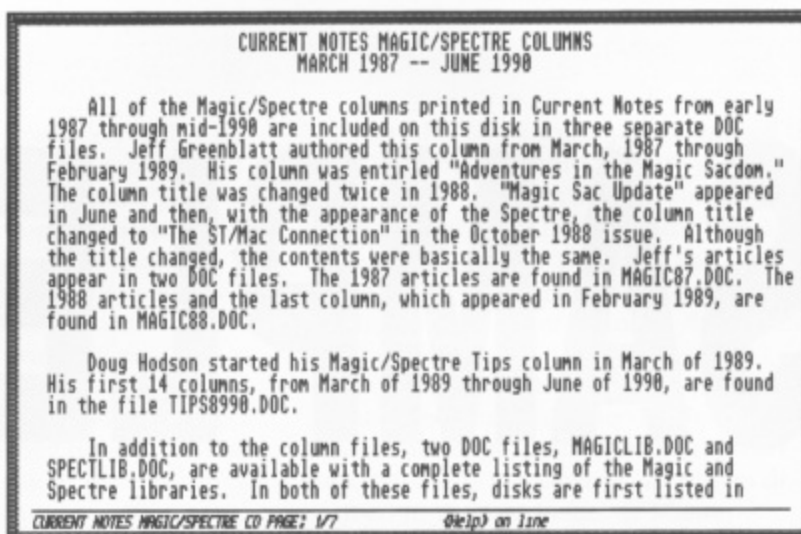 CURRENT NOTES MAGIC/SPECTRE COLUMNS
MARCH 1987 -- JUNE 1990
All of the Magic/Spectre columns printed in Current Notes from early
1987 through mid-1990 are included on this disk in three separate DOC
files. Jeff Greenblatt authored this column from March, 1987 through
February 1989. His column was entirled "Adventures in the Magic Sacdom."
The column title was changed twice in 1988. "Magic Sac Update" appeared
in June and then, with the appearance of the Spectre, the column title
changed to "The ST/Mac Connection" in the October 1988 issue. Although
the title changed, the contents were basically the same. Jeff's articles
appear in two DOC files. The 1987 articles are found in MAGIC87.DOC. The
1988 articles and the last column, which appeared in February 1989, are
found in MAGIC88.DOC.
Doug Hodson started his Magic/Spectre Tips column in March of 1989.
His first 14 columns, from March of 1989 through June of 1990, are found
in the file TIPS8990.DOC.
In addition to the column files, two DOC files, MAGICLIB.DOC and
SPECTLIB.DOC, are available with a complete listing of the Magic and
Spectre libraries. In both of these files, disks are first listed in
CURRENT NOTES MAGIC/SPECTRE CO PAGE: 1/7 (Help) on line